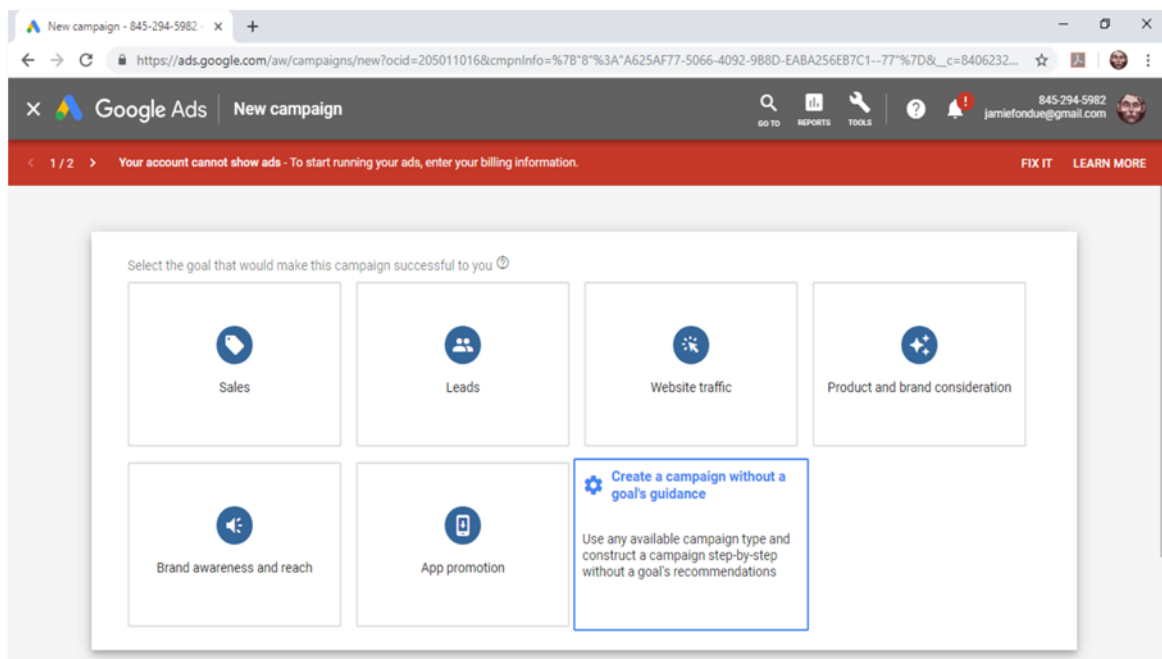 New campaign - 845-294-5982 -
https://ads.google.com/aw/campaigns/new?ocid=205011016&cmpnInfo=%7B"8"%3A"A625AF77-5066-4092-9B8D-EABA256EB7C1--77"%7D&__c=8406232...
Google Ads New campaign
GO TO REPORTS TOOLS
845-294-5982
jamiefondue@gmail.com
1 / 2 Your account cannot show ads - To start running your ads, enter your billing information. FIX IT LEARN MORE
Select the goal that would make this campaign successful to you
Sales Leads Website traffic Product and brand consideration
Brand awareness and reach App promotion
Create a campaign without a
goal's guidance
Use any available campaign type and
construct a campaign step-by-step
without a goal's recommendations